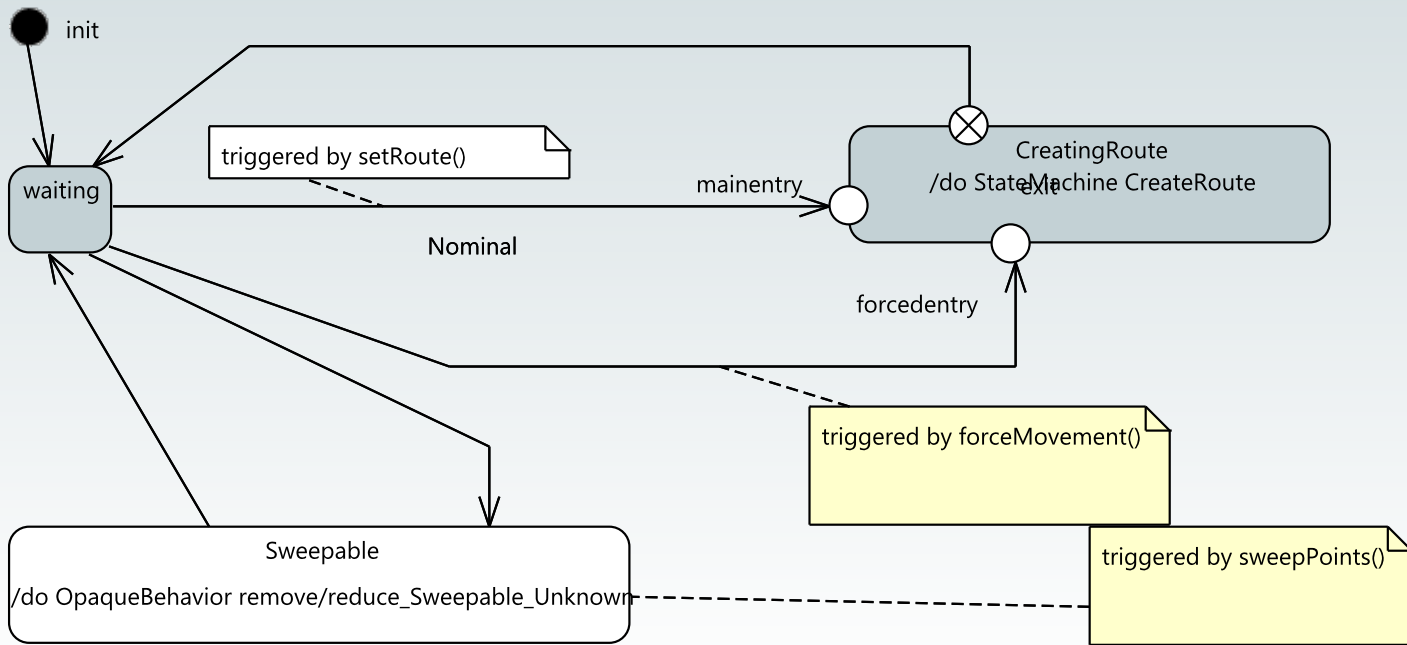 init
triggered by setRoute()
CreatingRoute
/do StateMachine CreateRoute
exit
waiting
mainentry
Nominal
forcedentry
triggered by forceMovement()
Sweepable
/do OpaqueBehavior remove/reduce_Sweepable_Unknown
triggered by sweepPoints()